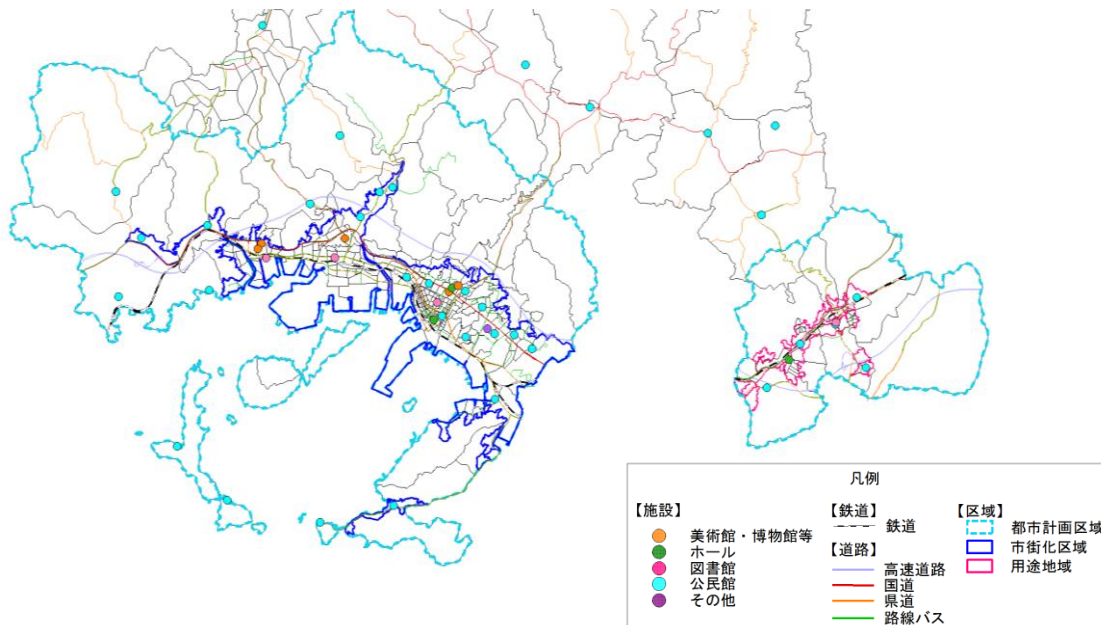 凡例
【施設】
美術館・博物館等
ホール
図書館
公民館
その他
【鉄道】
鉄道
【道路】
高速道路
国道
県道
路線バス
【区域】
都市計画区域
市街化区域
用途地域